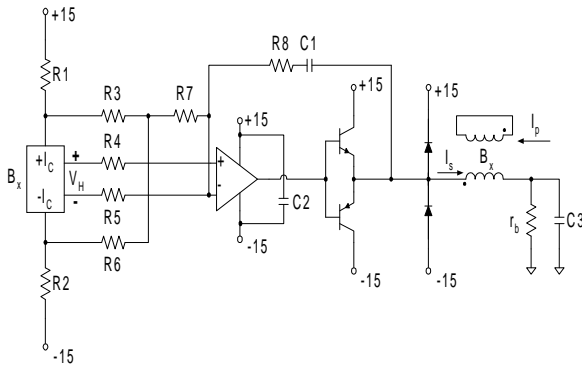 +15
R1
R3
R7
R8
C1
+15
+15
+15
R4
+I_C
+
B_x
V_H
-I_C
-
R5
R6
+
-
C2
-15
I_p
I_s
B_x
r_b
C3
R2
-15
-15
-15